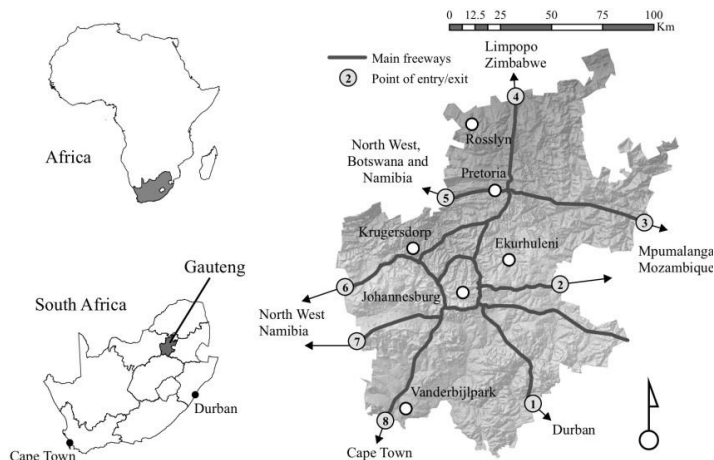 0 12.5 25 50 75 100
Km
Main freeways
2 Point of entry/exit
Limpopo
Zimbabwe
4
Africa
Rosslyn
North West,
Botswana and
Namibia
Pretoria
5
3
Mpumalanga
Mozambique
Krugersdorp
Ekurhuleni
Gauteng
6
2
Johannesburg
South Africa
North West
Namibia
7
Vanderbijlpark
1
Durban
8
Cape Town
Durban
Cape Town